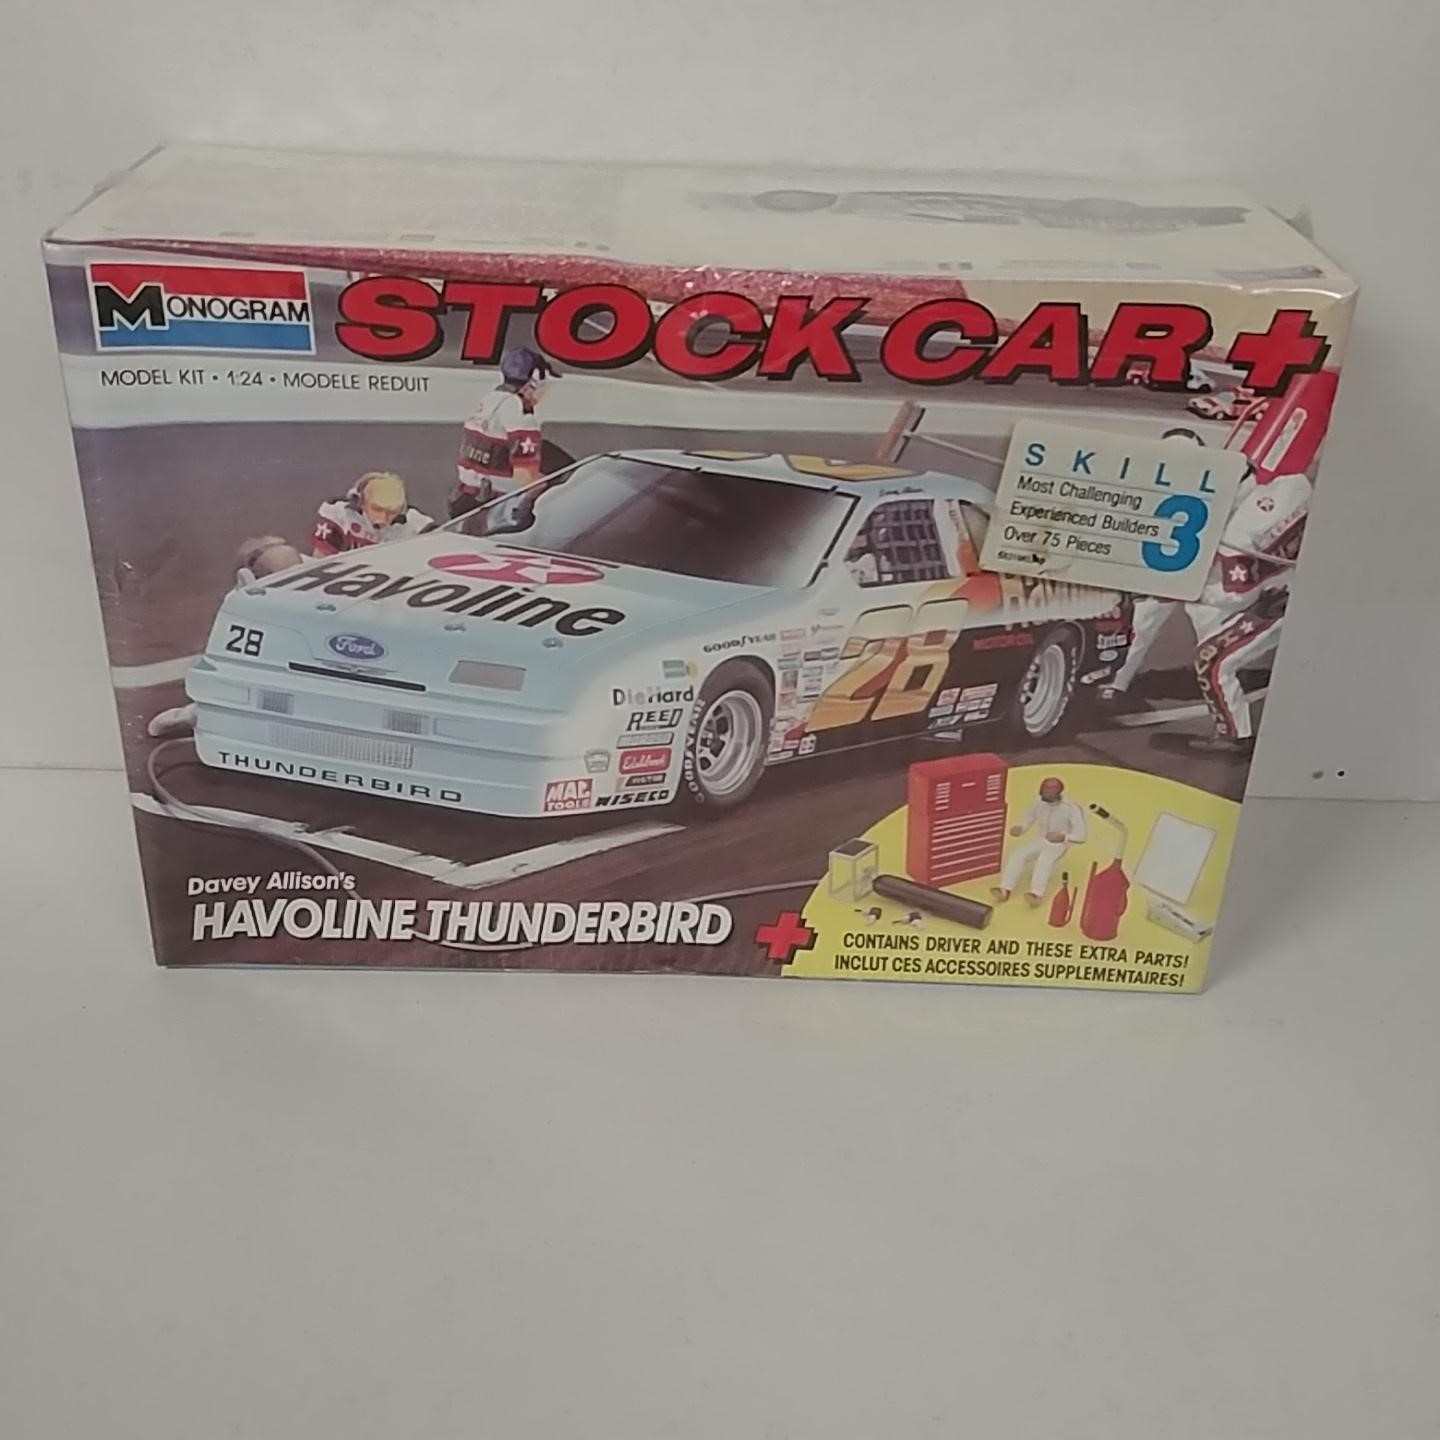 MONOGRAM
STOCK CAR +
MODEL KIT • 1:24 • MODELE REDUIT
SKILL 3
Most Challenging
Experienced Builders
Over 75 Pieces
Havoline
28
Ford
THUNDERBIRD
GOODYEAR
DieHard
REED
Edelbrock
MAC TOOLS
WISECO
GOODYEAR
28
Havoline
Davey Allison's
HAVOLINE THUNDERBIRD
+
CONTAINS DRIVER AND THESE EXTRA PARTS!
INCLUT CES ACCESSOIRES SUPPLEMENTAIRES!